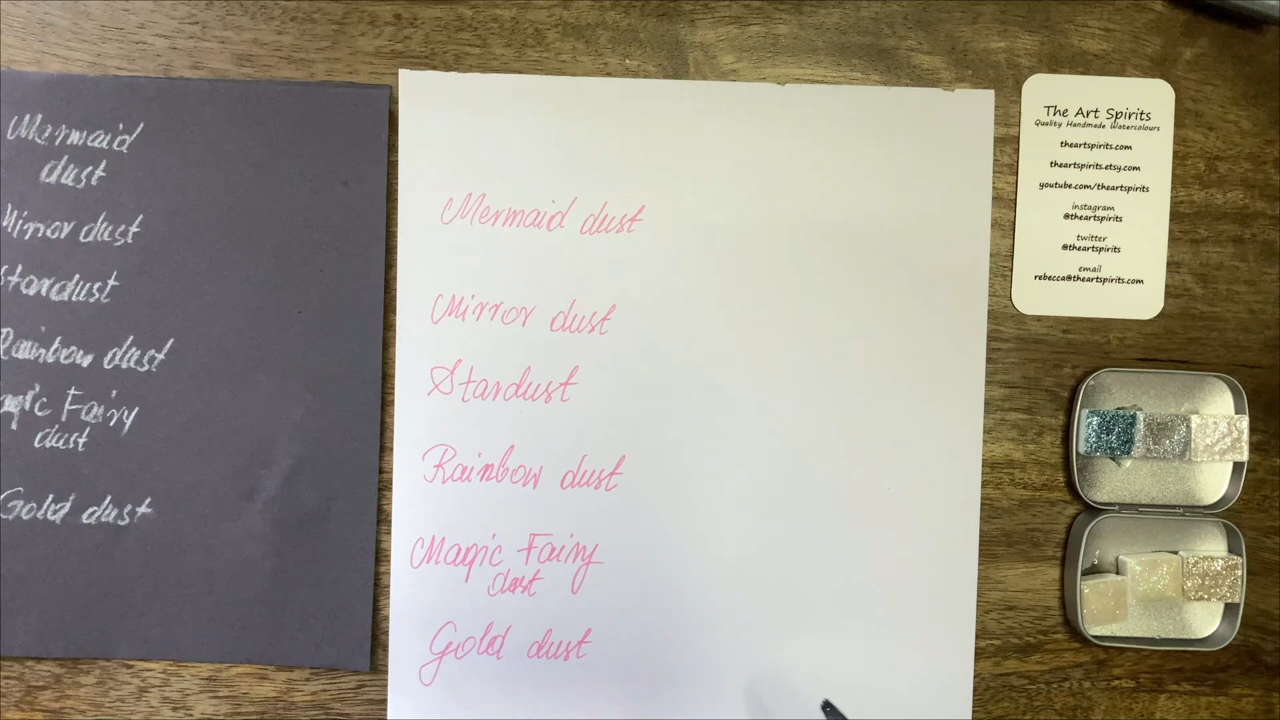 Mermaid
dust
Mirror dust
Stardust
Rainbow dust
Magic Fairy
dust
Gold dust
Mermaid dust
Mirror dust
Stardust
Rainbow dust
Magic Fairy
dust
Gold dust
The Art Spirits
Quality Handmade Watercolours
theartspirits.com
theartspirits.etsy.com
youtube.com/theartspirits
instagram
@theartspirits
twitter
@theartspirits
email
rebecca@theartspirits.com